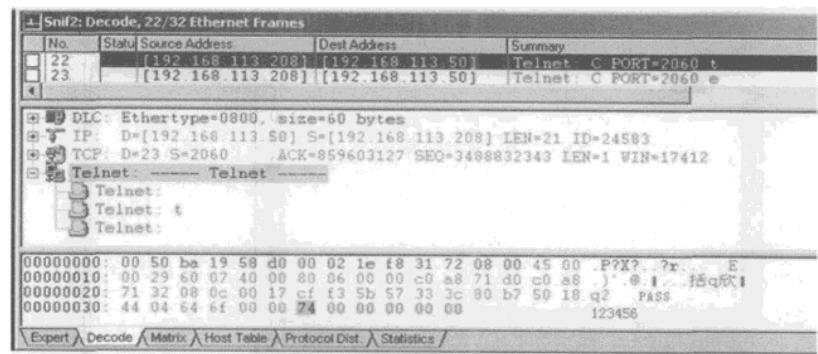 Snif2: Decode, 22/32 Ethernet Frames
No. Statu Source Address Dest Address Summary
22 [192.168.113.208] [192.168.113.50] Telnet: C PORT=2060 t
23 [192.168.113.208] [192.168.113.50] Telnet: C PORT=2060 e
DLC: Ethertype=0800, size=60 bytes
IP: D=[192.168.113.50] S=[192.168.113.208] LEN=21 ID=24583
TCP: D=23 S=2060 ACK=859603127 SEQ=3488832343 LEN=1 WIN=17412
Telnet: ----- Telnet -----
Telnet:
Telnet: t
Telnet:
00000000: 00 50 ba 19 58 d0 00 02 1e f8 31 72 08 00 45 00 .P?X?..?r.. E.
00000010: 00 29 60 07 40 00 80 06 00 00 c0 a8 71 d0 c0 a8 .)`.@.
00000020: 71 32 08 0c 00 17 cf f3 5b 57 33 3c 80 b7 50 18 q2 PASS
00000030: 44 04 64 6f 00 00 74 00 00 00 00 00 123456
Expert Decode Matrix Host Table Protocol Dist. Statistics